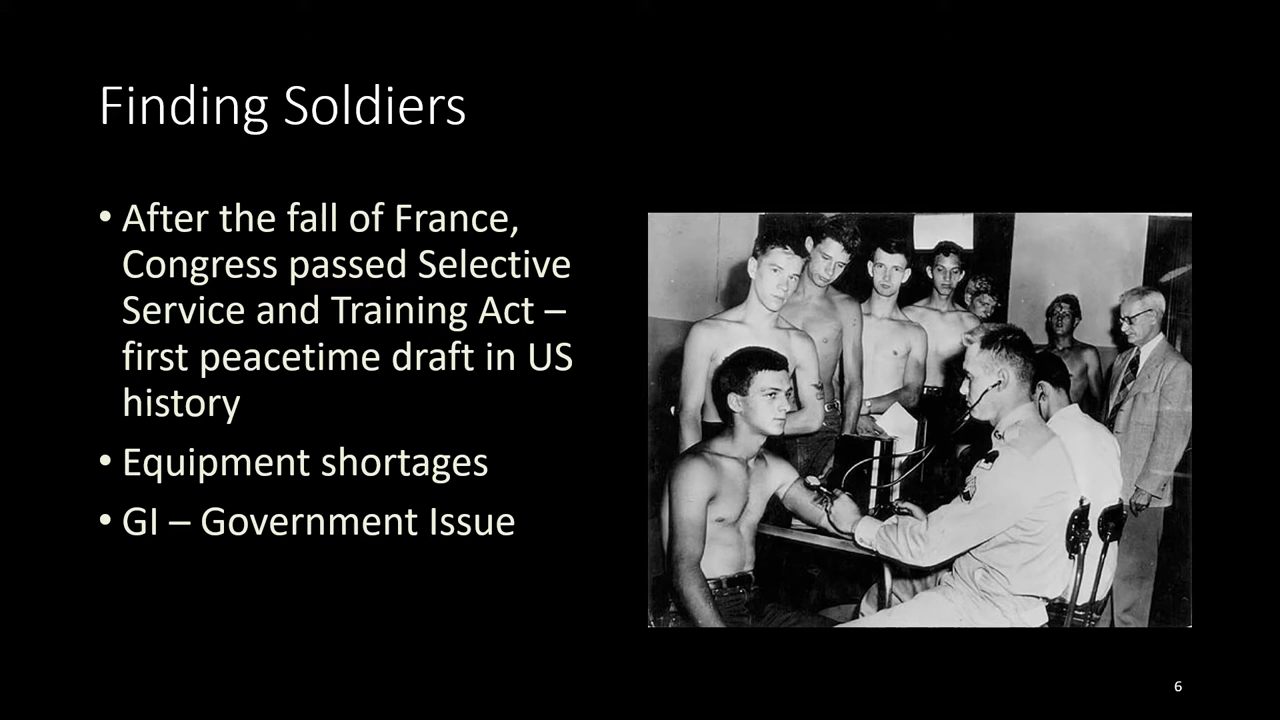 Finding Soldiers
• After the fall of France,
Congress passed Selective
Service and Training Act –
first peacetime draft in US
history
• Equipment shortages
• GI – Government Issue
6